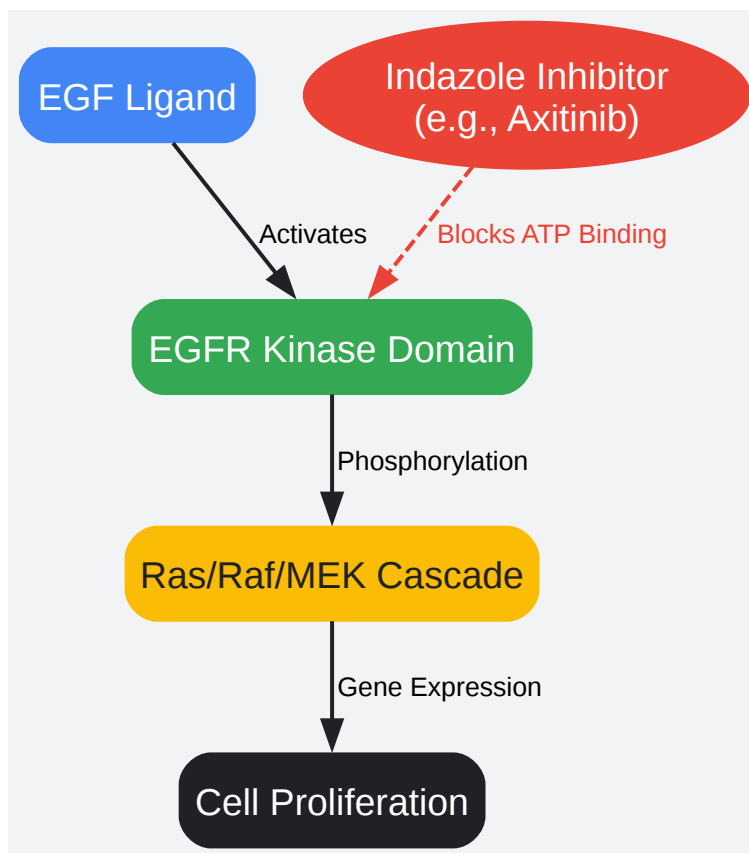 EGF Ligand
Indazole Inhibitor
(e.g., Axitinib)
Activates
Blocks ATP Binding
EGFR Kinase Domain
Phosphorylation
Ras/Raf/MEK Cascade
Gene Expression
Cell Proliferation